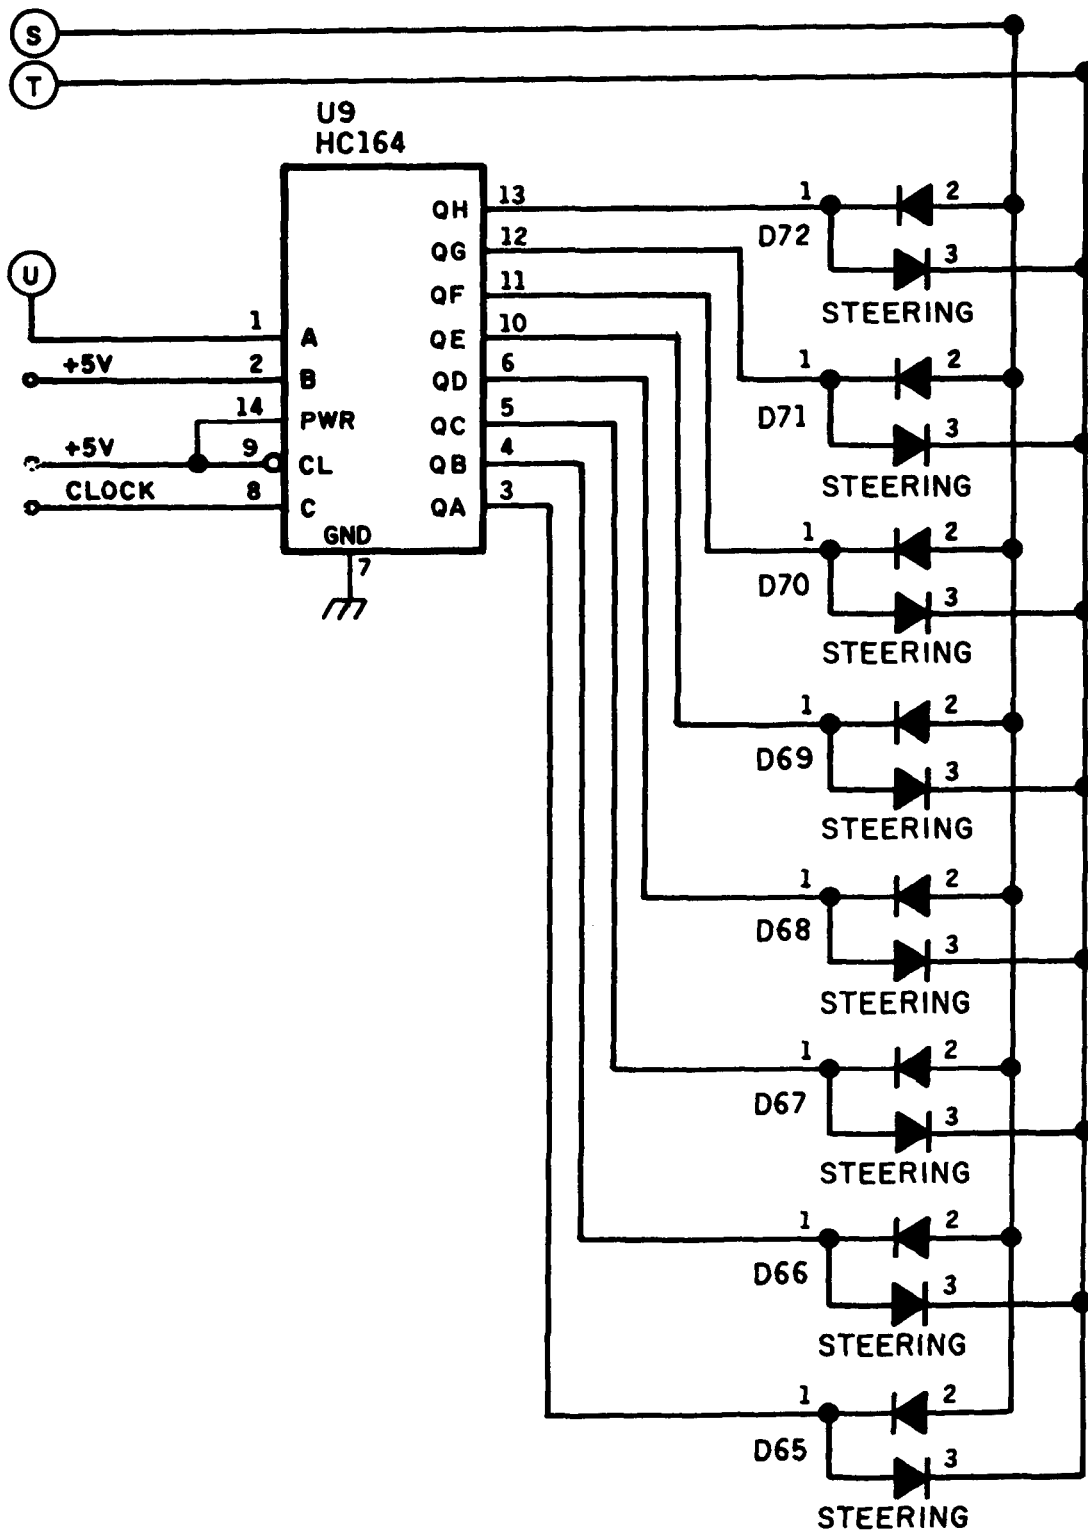 S
T
U9
HC164
QH 13
1 2
D72
QG 12
U
3
QF 11
STEERING
1 A
QE 10
+5V 2 B
QD 6
1 2
D71
14 PWR
QC 5
3
+5V 9 CL
QB 4
STEERING
CLOCK 8 C
QA 3
GND
7
1 2
D70
3
STEERING
1 2
D69
3
STEERING
1 2
D68
3
STEERING
1 2
D67
3
STEERING
1 2
D66
3
STEERING
1 2
D65
3
STEERING